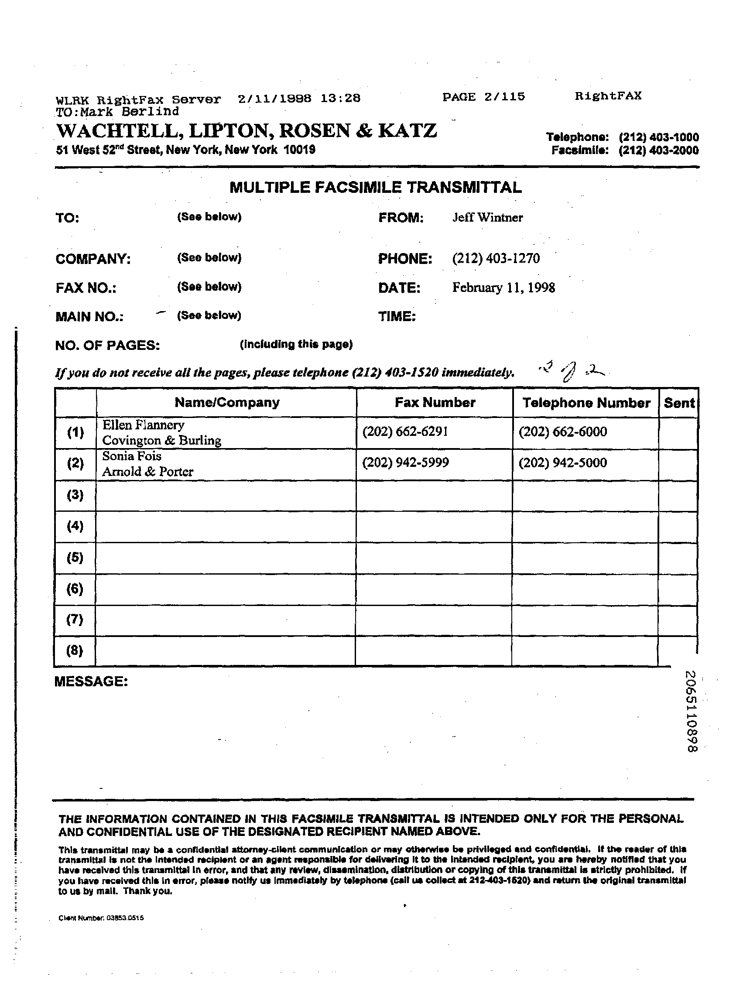 WLRK RightFax Server 2/11/1998 13:28 PAGE 2/115 RightFAX
TO:Mark Berlind
WACHTELL, LIPTON, ROSEN & KATZ
51 West 52nd Street, New York, New York 10019
Telephone: (212) 403-1000
Facsimile: (212) 403-2000
MULTIPLE FACSIMILE TRANSMITTAL
TO: (See below) FROM: Jeff Wintner
COMPANY: (See below) PHONE: (212) 403-1270
FAX NO.: (See below) DATE: February 11, 1998
MAIN NO.: (See below) TIME:
NO. OF PAGES: (including this page)
If you do not receive all the pages, please telephone (212) 403-1520 immediately. 2 of 2
Name/Company Fax Number Telephone Number Sent
(1) Ellen Flannery
Covington & Burling (202) 662-6291 (202) 662-6000
(2) Sonia Fois
Arnold & Porter (202) 942-5999 (202) 942-5000
(3)
(4)
(5)
(6)
(7)
(8)
MESSAGE:
2065110898
THE INFORMATION CONTAINED IN THIS FACSIMILE TRANSMITTAL IS INTENDED ONLY FOR THE PERSONAL
AND CONFIDENTIAL USE OF THE DESIGNATED RECIPIENT NAMED ABOVE.
This transmittal may be a confidential attorney-client communication or may otherwise be privileged and confidential. If the reader of this
transmittal is not the intended recipient or an agent responsible for delivering it to the intended recipient, you are hereby notified that you
have received this transmittal in error, and that any review, dissemination, distribution or copying of this transmittal is strictly prohibited. If
you have received this in error, please notify us immediately by telephone (call us collect at 212-403-1520) and return the original transmittal
to us by mail. Thank you.
Client Number: 03853.0515